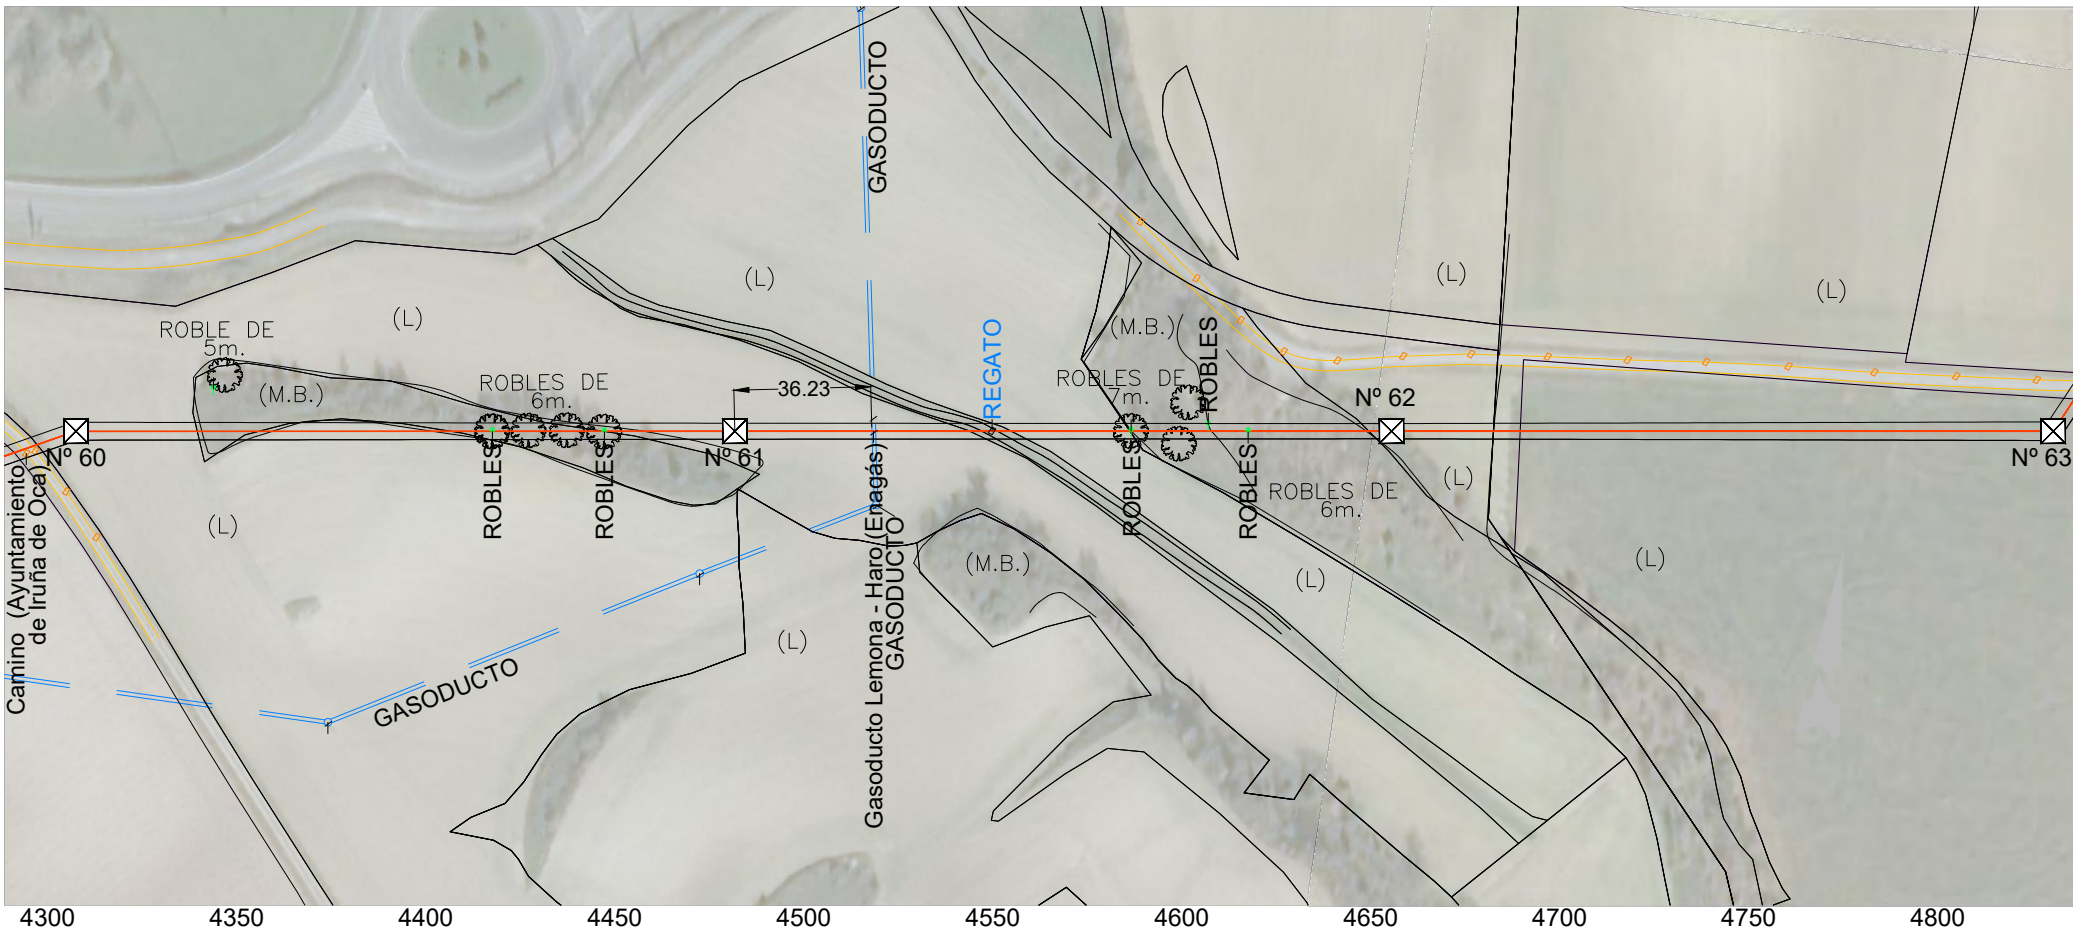 GASODUCTO
(L)
(L)
(L)
(L)
(L)
ROBLE DE
5m.
(M.B.)
ROBLES DE
6m.
36.23
REGATO
(M.B.)
ROBLES
ROBLES DE
7m.
Nº 62
Nº 60
Nº 61
Nº 63
Camino (Ayuntamiento
de Iruña de Oca)
ROBLES
ROBLES
ROBLES
ROBLES
ROBLES DE
6m.
(L)
(L)
(L)
(L)
(L)
(M.B.)
Gasoducto Lemona - Haro (Enagás)
GASODUCTO
GASODUCTO
4300 4350 4400 4450 4500 4550 4600 4650 4700 4750 4800